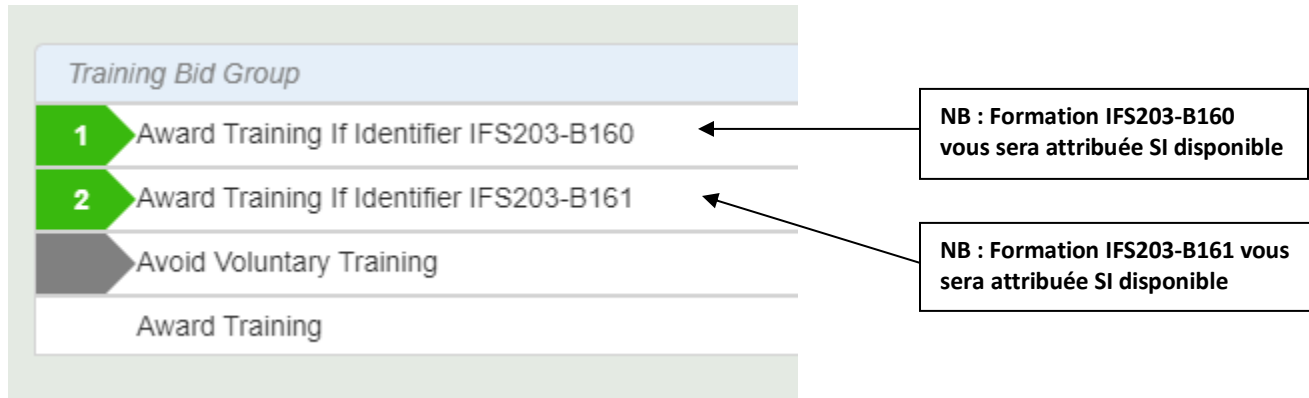 Training Bid Group
1 Award Training If Identifier IFS203-B160
2 Award Training If Identifier IFS203-B161
Avoid Voluntary Training
Award Training
NB : Formation IFS203-B160
vous sera attribuée SI disponible
NB : Formation IFS203-B161 vous
sera attribuée SI disponible